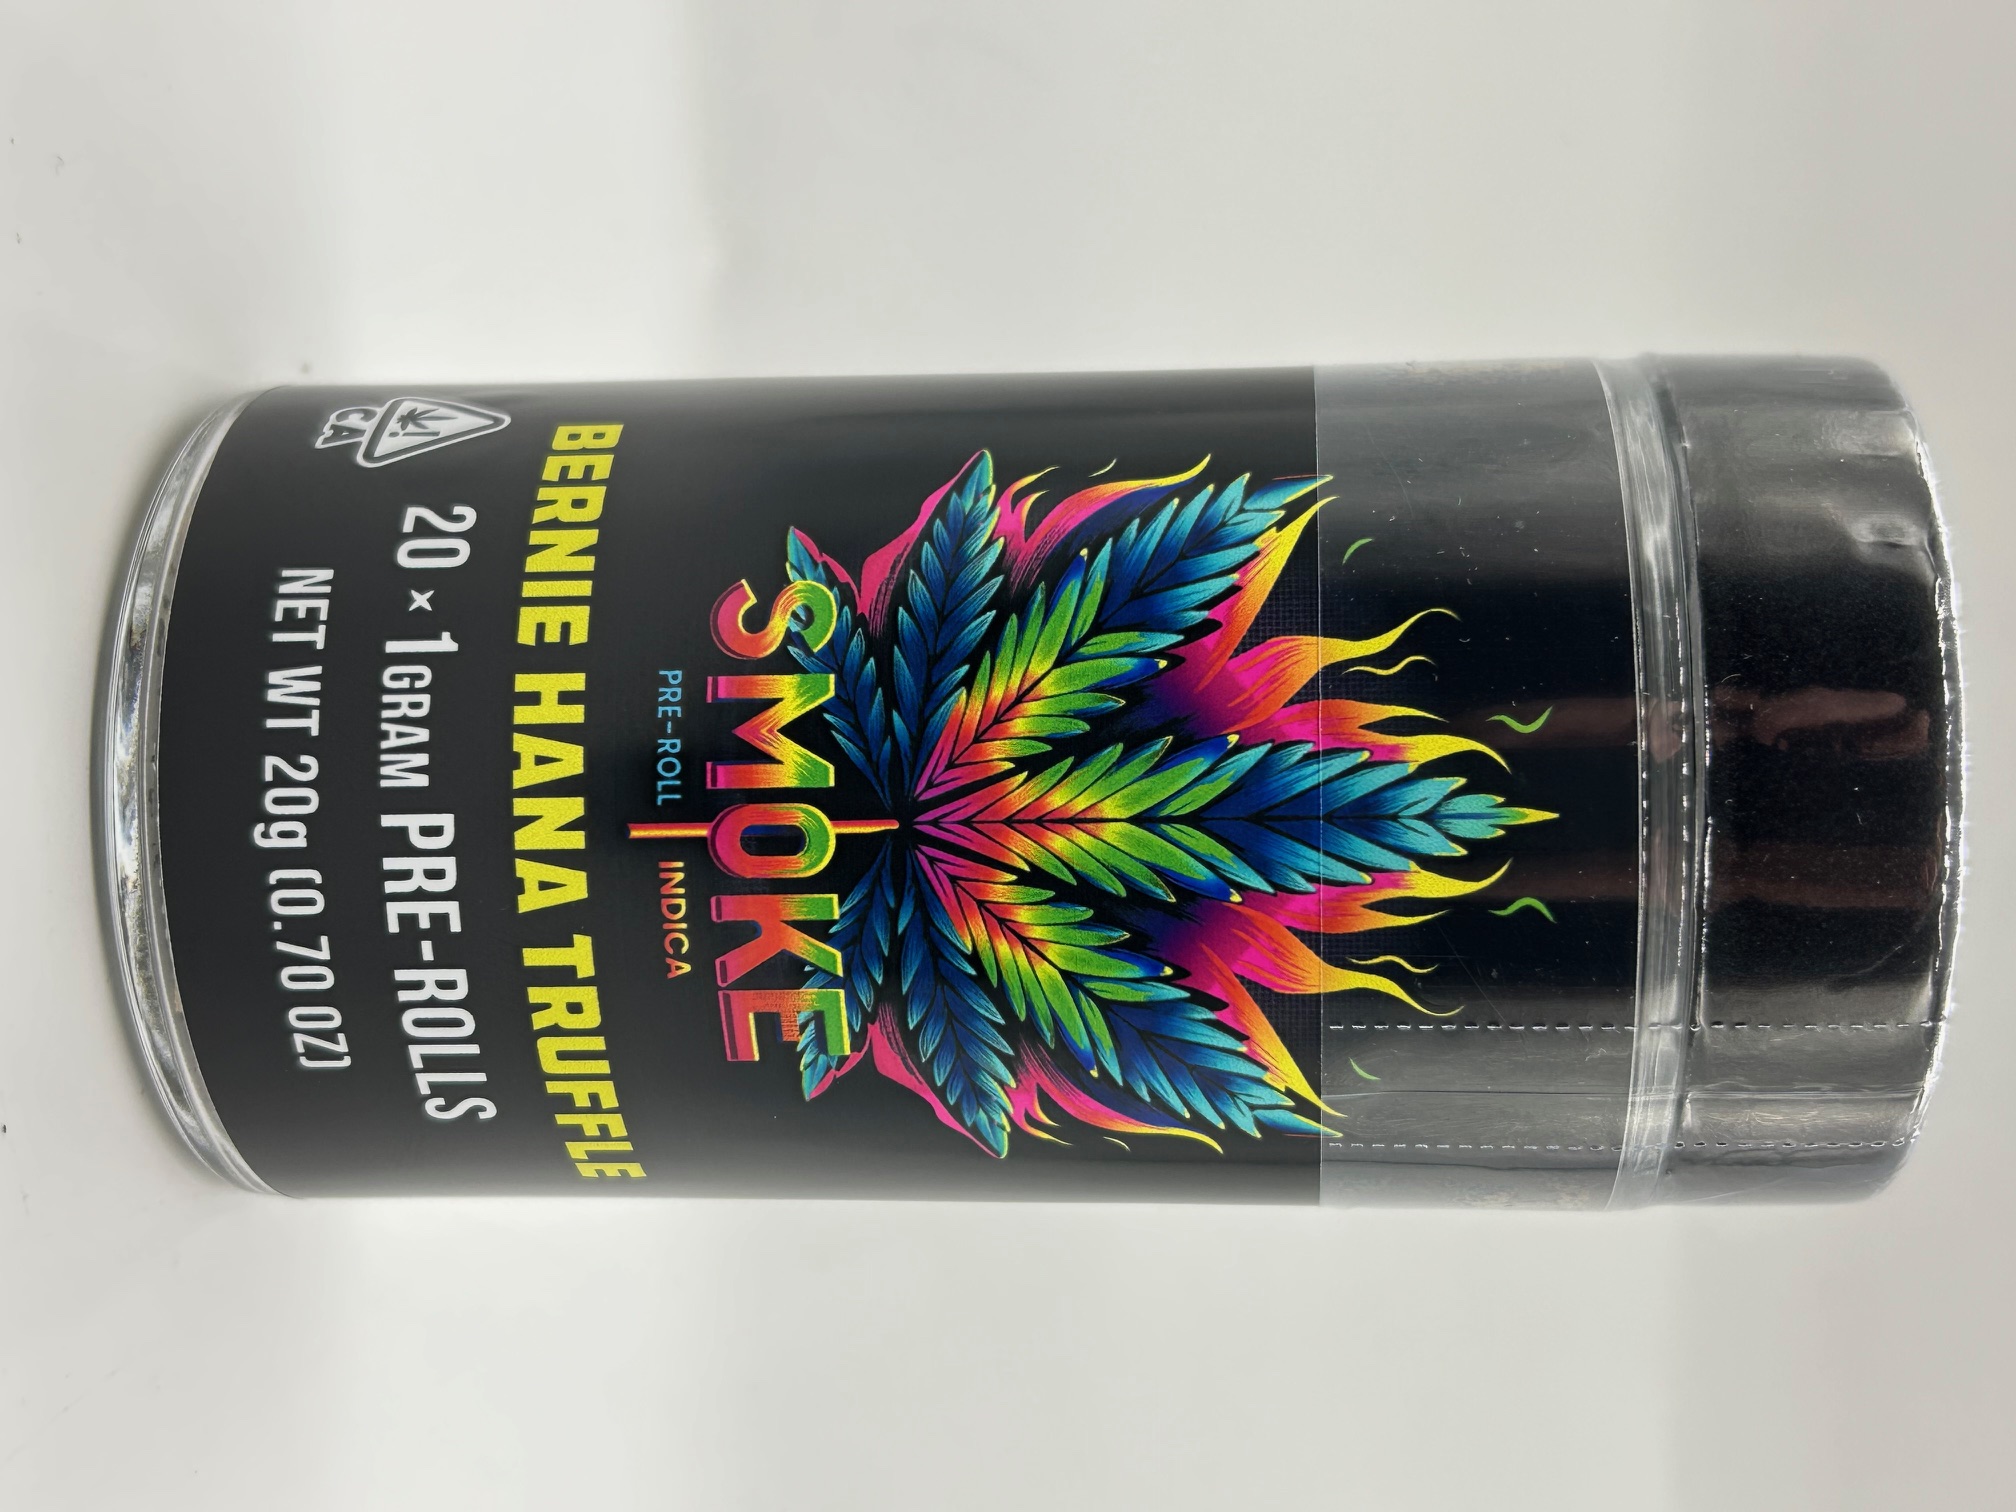 SMOKE
PRE-ROLL INDICA
BERNIE HANA TRUFFLE
20 × 1GRAM PRE-ROLLS
NET WT 20g (0.70 OZ)
!
CA